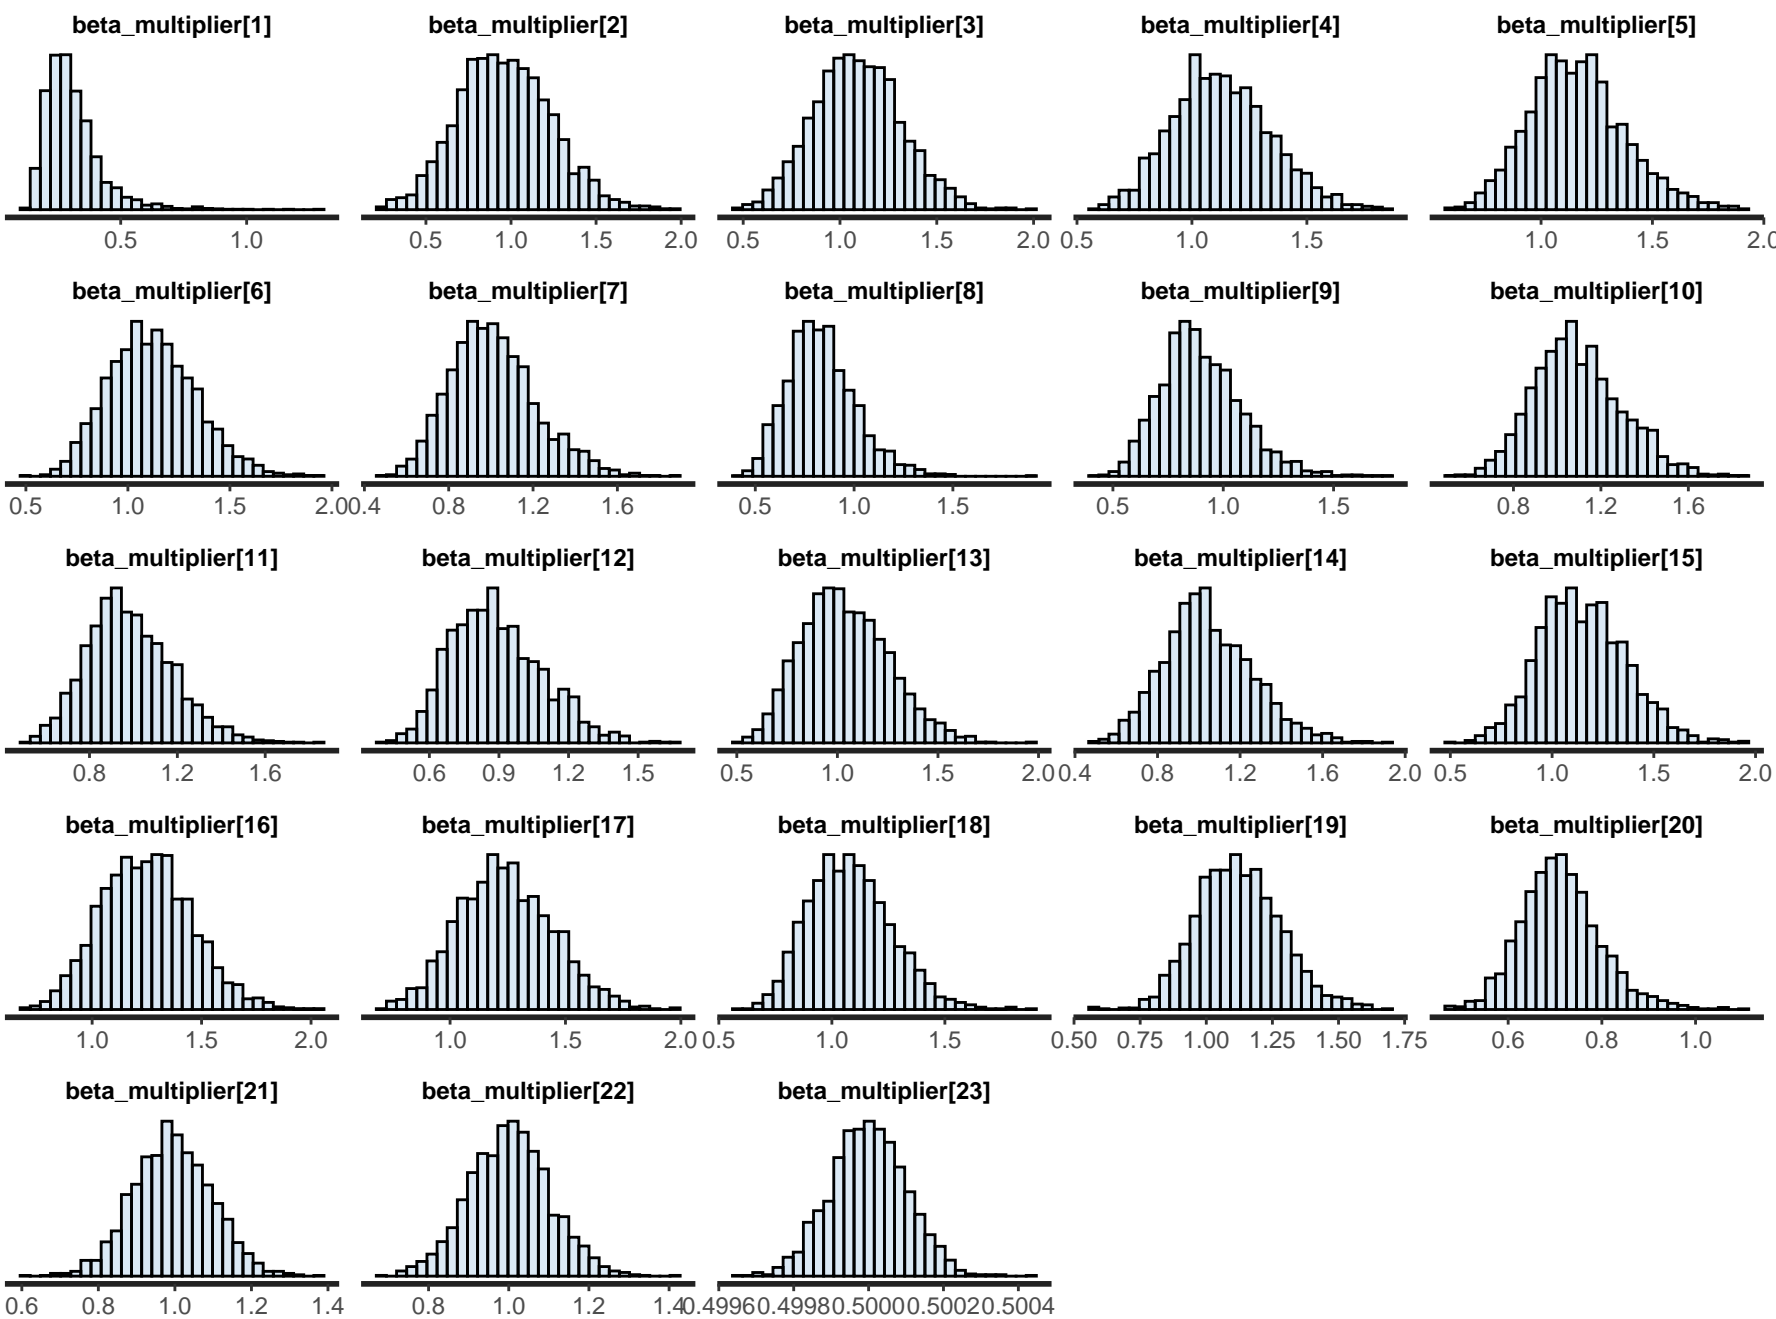 beta_multiplier[1] beta_multiplier[2] beta_multiplier[3] beta_multiplier[4] beta_multiplier[5]
0.5 1.0 0.5 1.0 1.5 2.0 0.5 1.0 1.5 2.0 0.5 1.0 1.5 1.0 1.5 2.0
beta_multiplier[6] beta_multiplier[7] beta_multiplier[8] beta_multiplier[9] beta_multiplier[10]
0.5 1.0 1.5 2.0 0.4 0.8 1.2 1.6 0.5 1.0 1.5 0.5 1.0 1.5 0.8 1.2 1.6
beta_multiplier[11] beta_multiplier[12] beta_multiplier[13] beta_multiplier[14] beta_multiplier[15]
0.8 1.2 1.6 0.6 0.9 1.2 1.5 0.5 1.0 1.5 2.0 0.4 0.8 1.2 1.6 2.0 0.5 1.0 1.5 2.0
beta_multiplier[16] beta_multiplier[17] beta_multiplier[18] beta_multiplier[19] beta_multiplier[20]
1.0 1.5 2.0 1.0 1.5 2.0 0.5 1.0 1.5 0.50 0.75 1.00 1.25 1.50 1.75 0.6 0.8 1.0
beta_multiplier[21] beta_multiplier[22] beta_multiplier[23]
0.6 0.8 1.0 1.2 1.4 0.8 1.0 1.2 1.4 0.4996 0.4998 0.5000 0.5002 0.5004